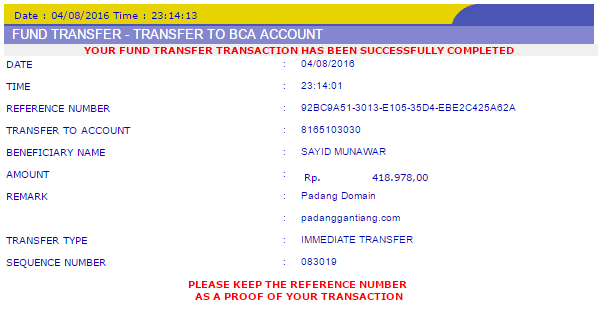 Date : 04/08/2016 Time : 23:14:13
FUND TRANSFER - TRANSFER TO BCA ACCOUNT
YOUR FUND TRANSFER TRANSACTION HAS BEEN SUCCESSFULLY COMPLETED
DATE : 04/08/2016
TIME : 23:14:01
REFERENCE NUMBER : 92BC9A51-3013-E105-35D4-EBE2C425A62A
TRANSFER TO ACCOUNT : 8165103030
BENEFICIARY NAME : SAYID MUNAWAR
AMOUNT : Rp. 418.978,00
REMARK : Padang Domain
: padanggantiang.com
TRANSFER TYPE : IMMEDIATE TRANSFER
SEQUENCE NUMBER : 083019
PLEASE KEEP THE REFERENCE NUMBER
AS A PROOF OF YOUR TRANSACTION